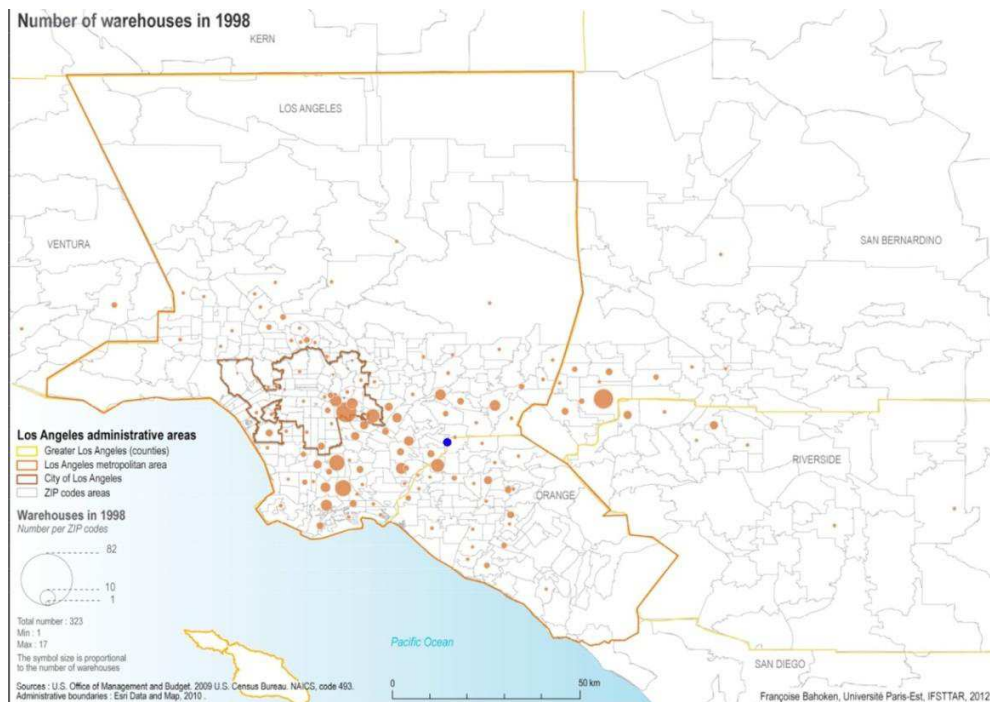 Number of warehouses in 1998
KERN
LOS ANGELES
VENTURA
SAN BERNARDINO
Los Angeles administrative areas
Greater Los Angeles (counties)
Los Angeles metropolitan area
City of Los Angeles
ZIP codes areas
RIVERSIDE
ORANGE
Warehouses in 1998
Number per ZIP codes
82
10
1
Total number : 323
Min : 1
Max : 17
The symbol size is proportional
to the number of warehouses
Pacific Ocean
SAN DIEGO
Sources : U.S. Office of Management and Budget. 2009 U.S. Census Bureau. NAICS, code 493.
Administrative boundaries : Esri Data and Map, 2010 .
0
50 km
Françoise Bahoken, Université Paris-Est, IFSTTAR, 2012